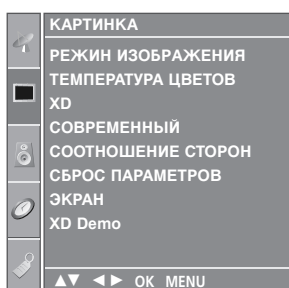 КАРТИНКА
РЕЖИН ИЗОБРАЖЕНИЯ
ТЕМПЕРАТУРА ЦВЕТОВ
XD
СОВРЕМЕННЫЙ
СООТНОШЕНИЕ СТОРОН
СБРОС ПАРАМЕТРОВ
ЭКРАН
XD Demo
▲▼ ◄► OK MENU